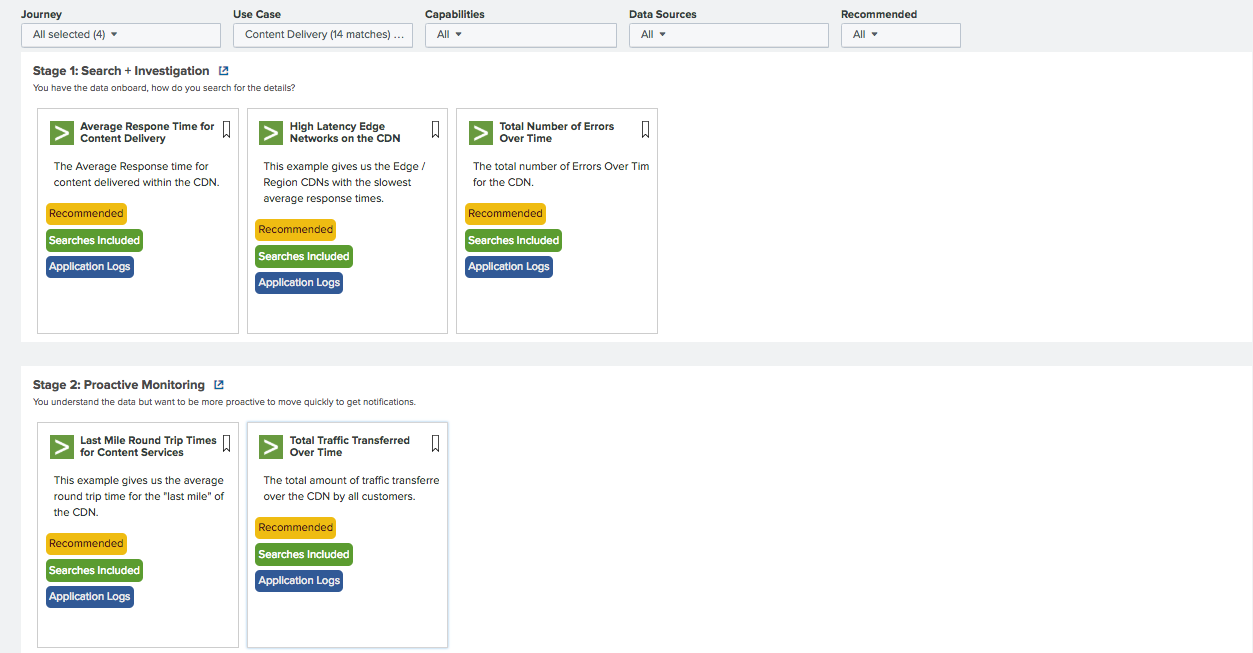 Journey
Use Case
Capabilities
Data Sources
Recommended
All selected (4)
Content Delivery (14 matches) ...
All
All
All
Stage 1: Search + Investigation
You have the data onboard, how do you search for the details?
Average Respone Time for
Content Delivery
The Average Response time for
content delivered within the CDN.
Recommended
Searches Included
Application Logs
High Latency Edge
Networks on the CDN
This example gives us the Edge /
Region CDNs with the slowest
average response times.
Recommended
Searches Included
Application Logs
Total Number of Errors
Over Time
The total number of Errors Over Tim
for the CDN.
Recommended
Searches Included
Application Logs
Stage 2: Proactive Monitoring
You understand the data but want to be more proactive to move quickly to get notifications.
Last Mile Round Trip Times
for Content Services
This example gives us the average
round trip time for the "last mile" of
the CDN.
Recommended
Searches Included
Application Logs
Total Traffic Transferred
Over Time
The total amount of traffic transferre
over the CDN by all customers.
Recommended
Searches Included
Application Logs